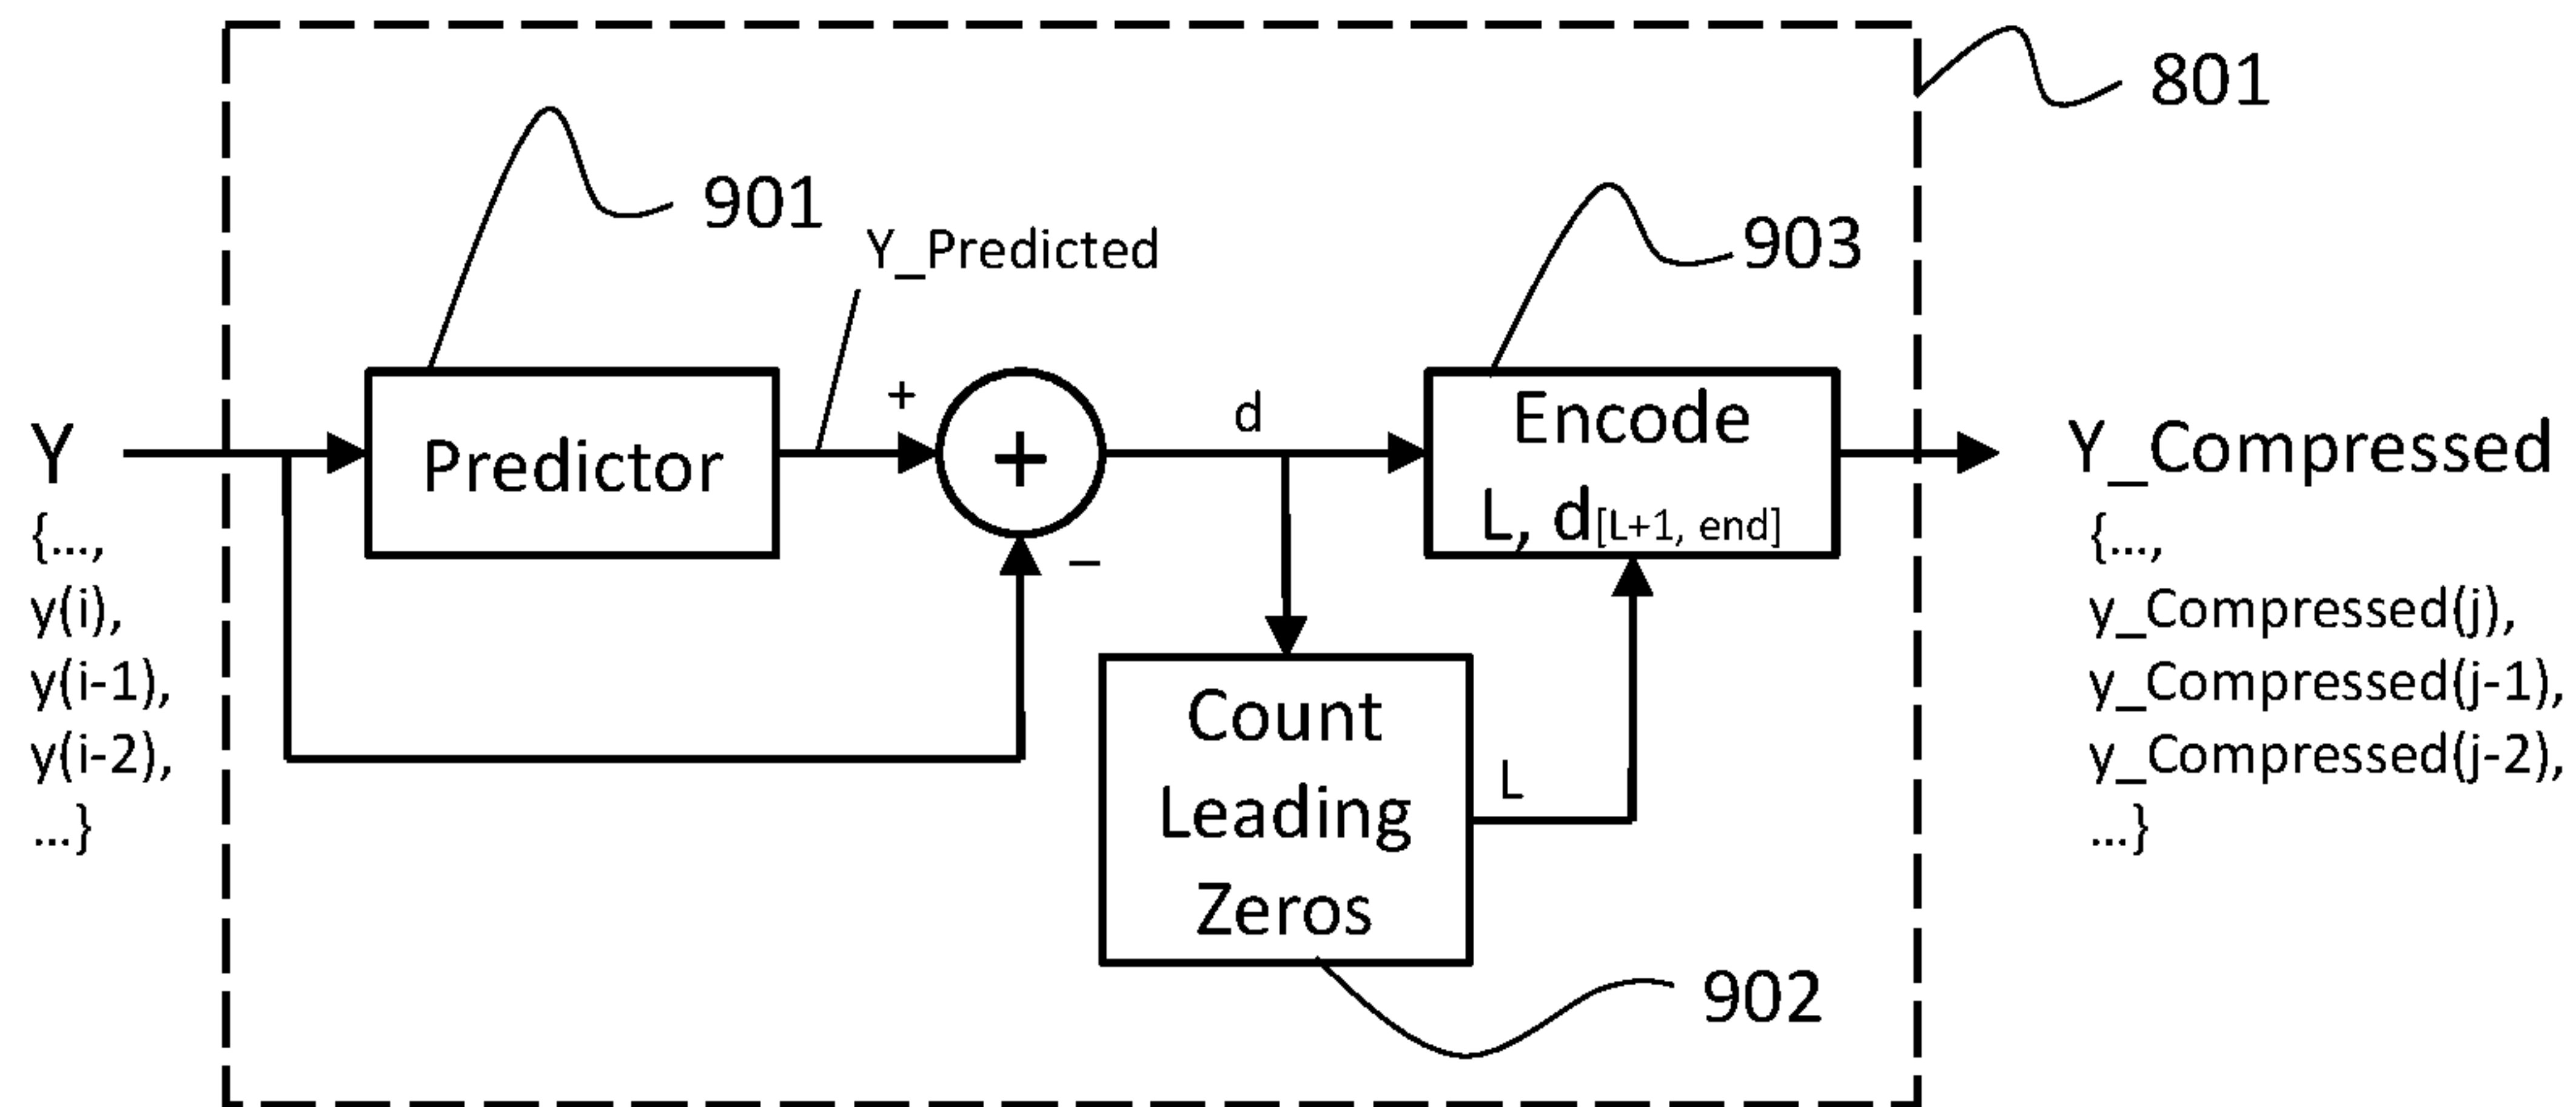 801
901
Y_Predicted
903
Y
{...,
y(i),
y(i-1),
y(i-2),
...}
Predictor
+
+
−
d
Encode
L, d[L+1, end]
Count
Leading
Zeros
L
902
Y_Compressed
{...,
y_Compressed(j),
y_Compressed(j-1),
y_Compressed(j-2),
...}